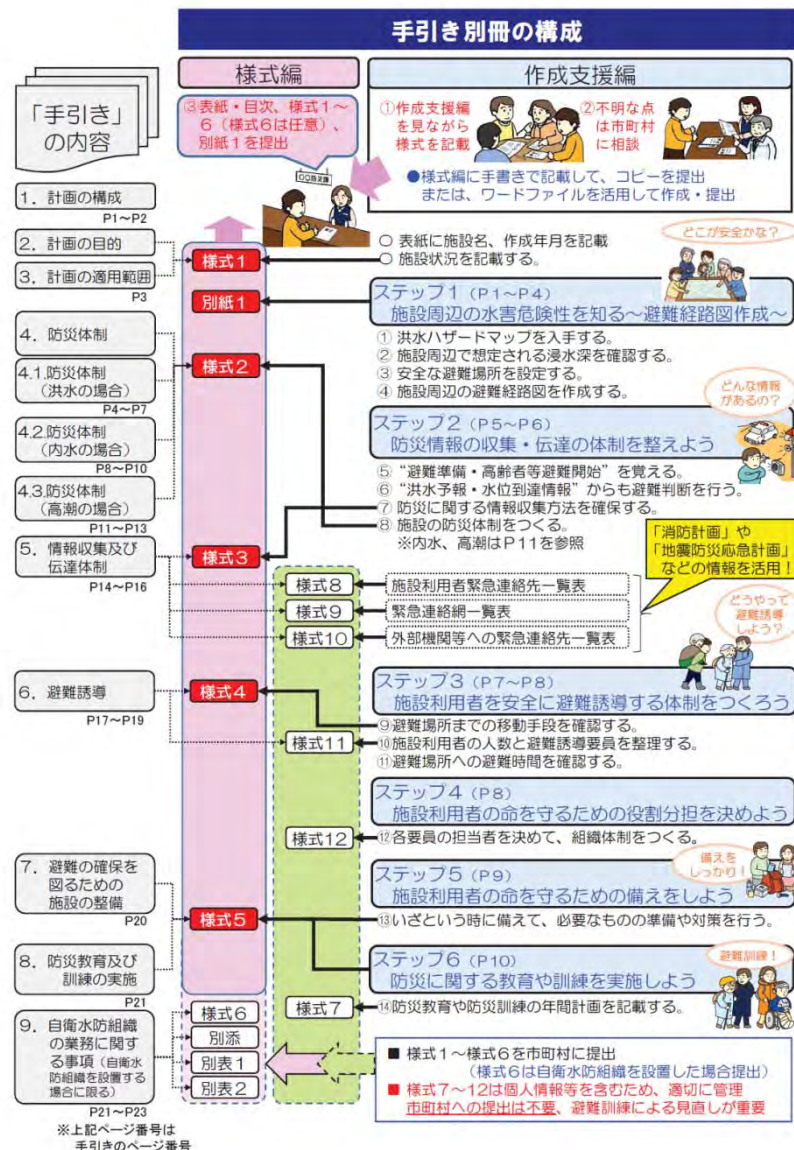 手引き別冊の構成
「手引き」
の内容
様式編
③表紙・目次、様式1～
6（様式6は任意）、
別紙1を提出
作成支援編
①作成支援編
を見ながら
様式を記載
②不明な点
は市町村
に相談
●様式編に手書きで記載して、コピーを提出
または、ワードファイルを活用して作成・提出
1．計画の構成
P1～P2
2．計画の目的
3．計画の適用範囲
P3
4．防災体制
4.1.防災体制
（洪水の場合）
P4～P7
4.2.防災体制
（内水の場合）
P8～P10
4.3.防災体制
（高潮の場合）
P11～P13
5．情報収集及び
伝達体制
P14～P16
6．避難誘導
P17～P19
7．避難の確保を
図るための
施設の整備
P20
8．防災教育及び
訓練の実施
P21
9．自衛水防組織
の業務に関す
る事項（自衛水
防組織を設置する
場合に限る）
P21～P23
※上記ページ番号は
手引きのページ番号
様式1
別紙1
様式2
様式3
様式4
様式5
様式6
別添
別表1
別表2
様式8
様式9
様式10
様式11
様式12
様式7
○ 表紙に施設名、作成年月を記載
○ 施設状況を記載する。
どこが安全かな？
ステップ1（P1～P4）
施設周辺の水害危険性を知る～避難経路図作成～
① 洪水ハザードマップを入手する。
② 施設周辺で想定される浸水深を確認する。
③ 安全な避難場所を設定する。
④ 施設周辺の避難経路図を作成する。
どんな情報
があるの？
ステップ2（P5～P6）
防災情報の収集・伝達の体制を整えよう
⑤ “避難準備・高齢者等避難開始”を覚える。
⑥ “洪水予報・水位到達情報”からも避難判断を行う。
⑦ 防災に関する情報収集方法を確保する。
⑧ 施設の防災体制をつくる。
※内水、高潮はP11を参照
「消防計画」や
「地震防災応急計画」
などの情報を活用！
施設利用者緊急連絡先一覧表
緊急連絡網一覧表
外部機関等への緊急連絡先一覧表
どうやって
避難誘導
しよう？
ステップ3（P7～P8）
施設利用者を安全に避難誘導する体制をつくろう
⑨避難場所までの移動手段を確認する。
⑩施設利用者の人数と避難誘導要員を整理する。
⑪避難場所への避難時間を確認する。
ステップ4（P8）
施設利用者の命を守るための役割分担を決めよう
⑫各要員の担当者を決めて、組織体制をつくる。
備えを
しっかり！
ステップ5（P9）
施設利用者の命を守るための備えをしよう
⑬いざという時に備えて、必要なものの準備や対策を行う。
ステップ6（P10）
防災に関する教育や訓練を実施しよう
避難訓練！
⑭防災教育や防災訓練の年間計画を記載する。
■ 様式1～様式6を市町村に提出
（様式6は自衛水防組織を設置した場合提出）
■ 様式7～12は個人情報等を含むため、適切に管理
市町村への提出は不要、避難訓練による見直しが重要